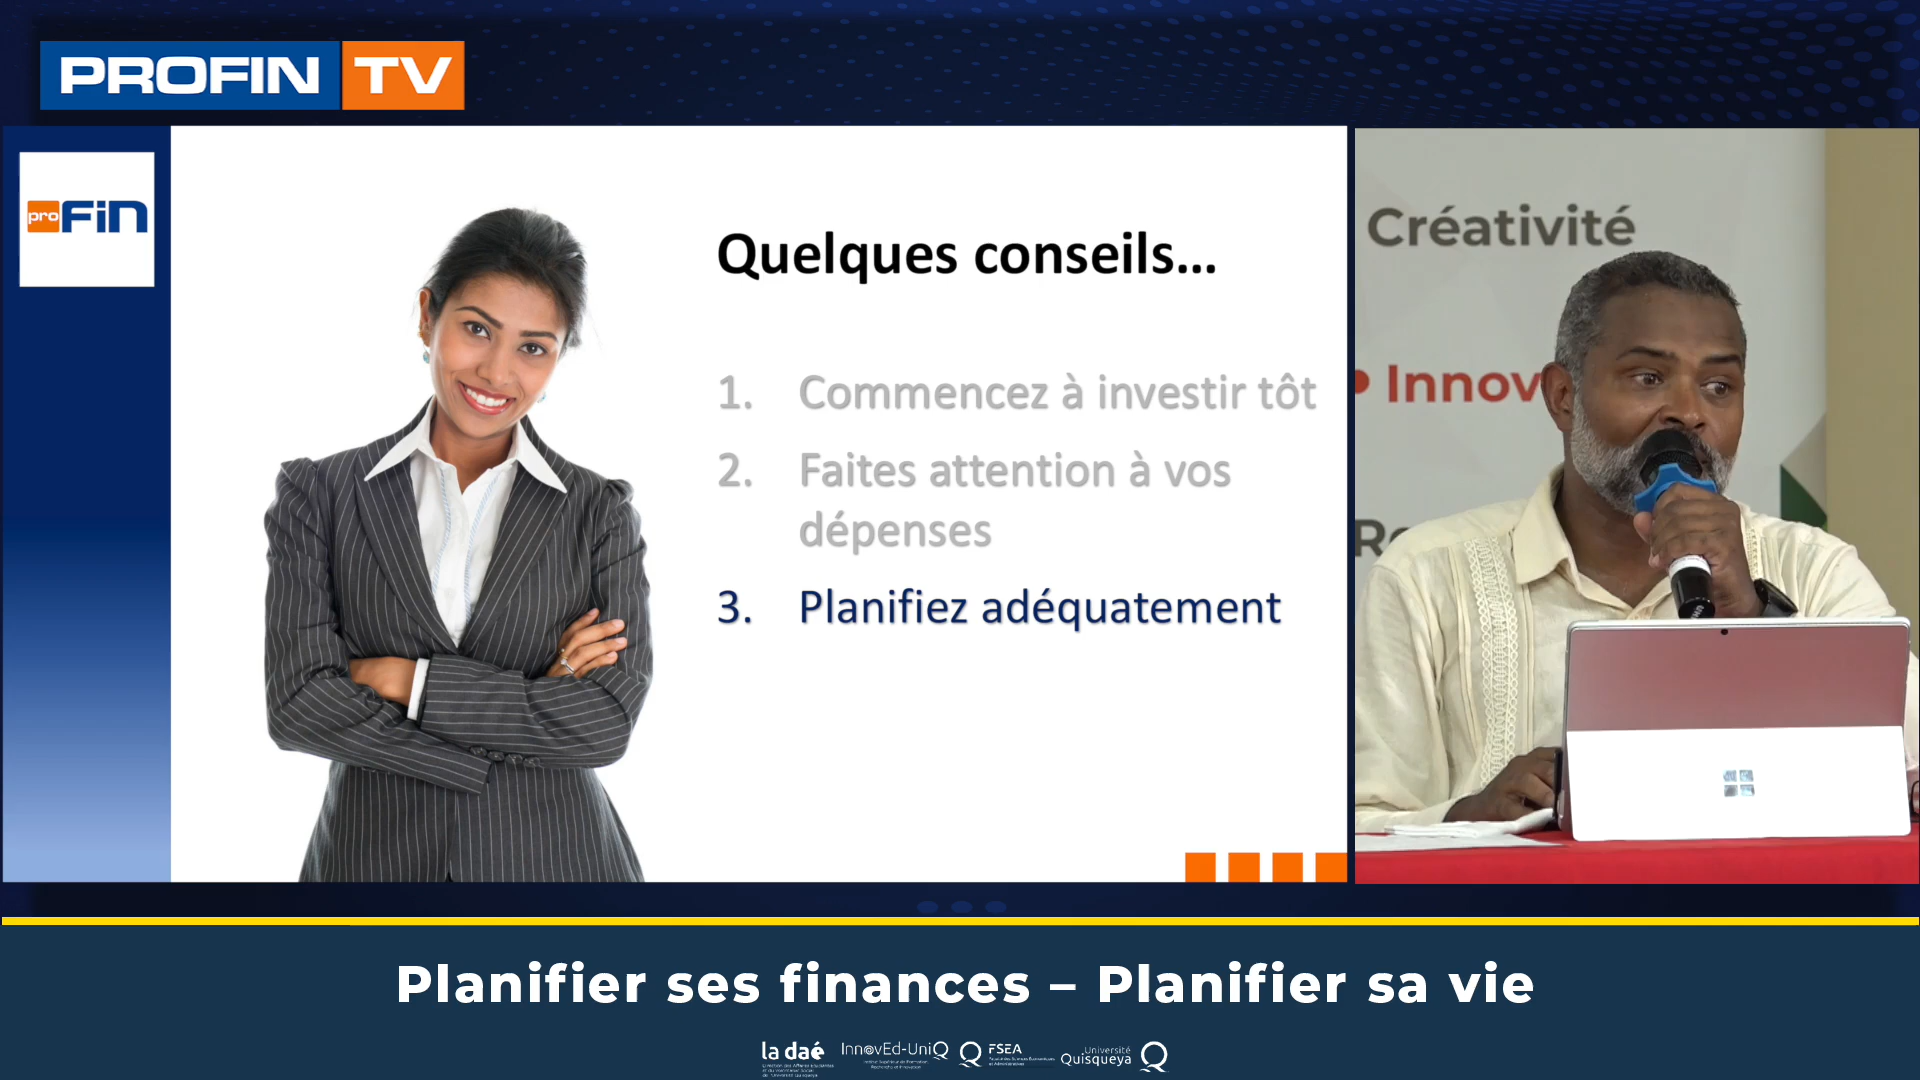 PROFIN TV
proFin
Quelques conseils...
1. Commencez à investir tôt
2. Faites attention à vos
dépenses
3. Planifiez adéquatement
Créativité
Innov
Planifier ses finances – Planifier sa vie
la daé
InnovEd-UniQ
FSEA
Université
Quisqueya